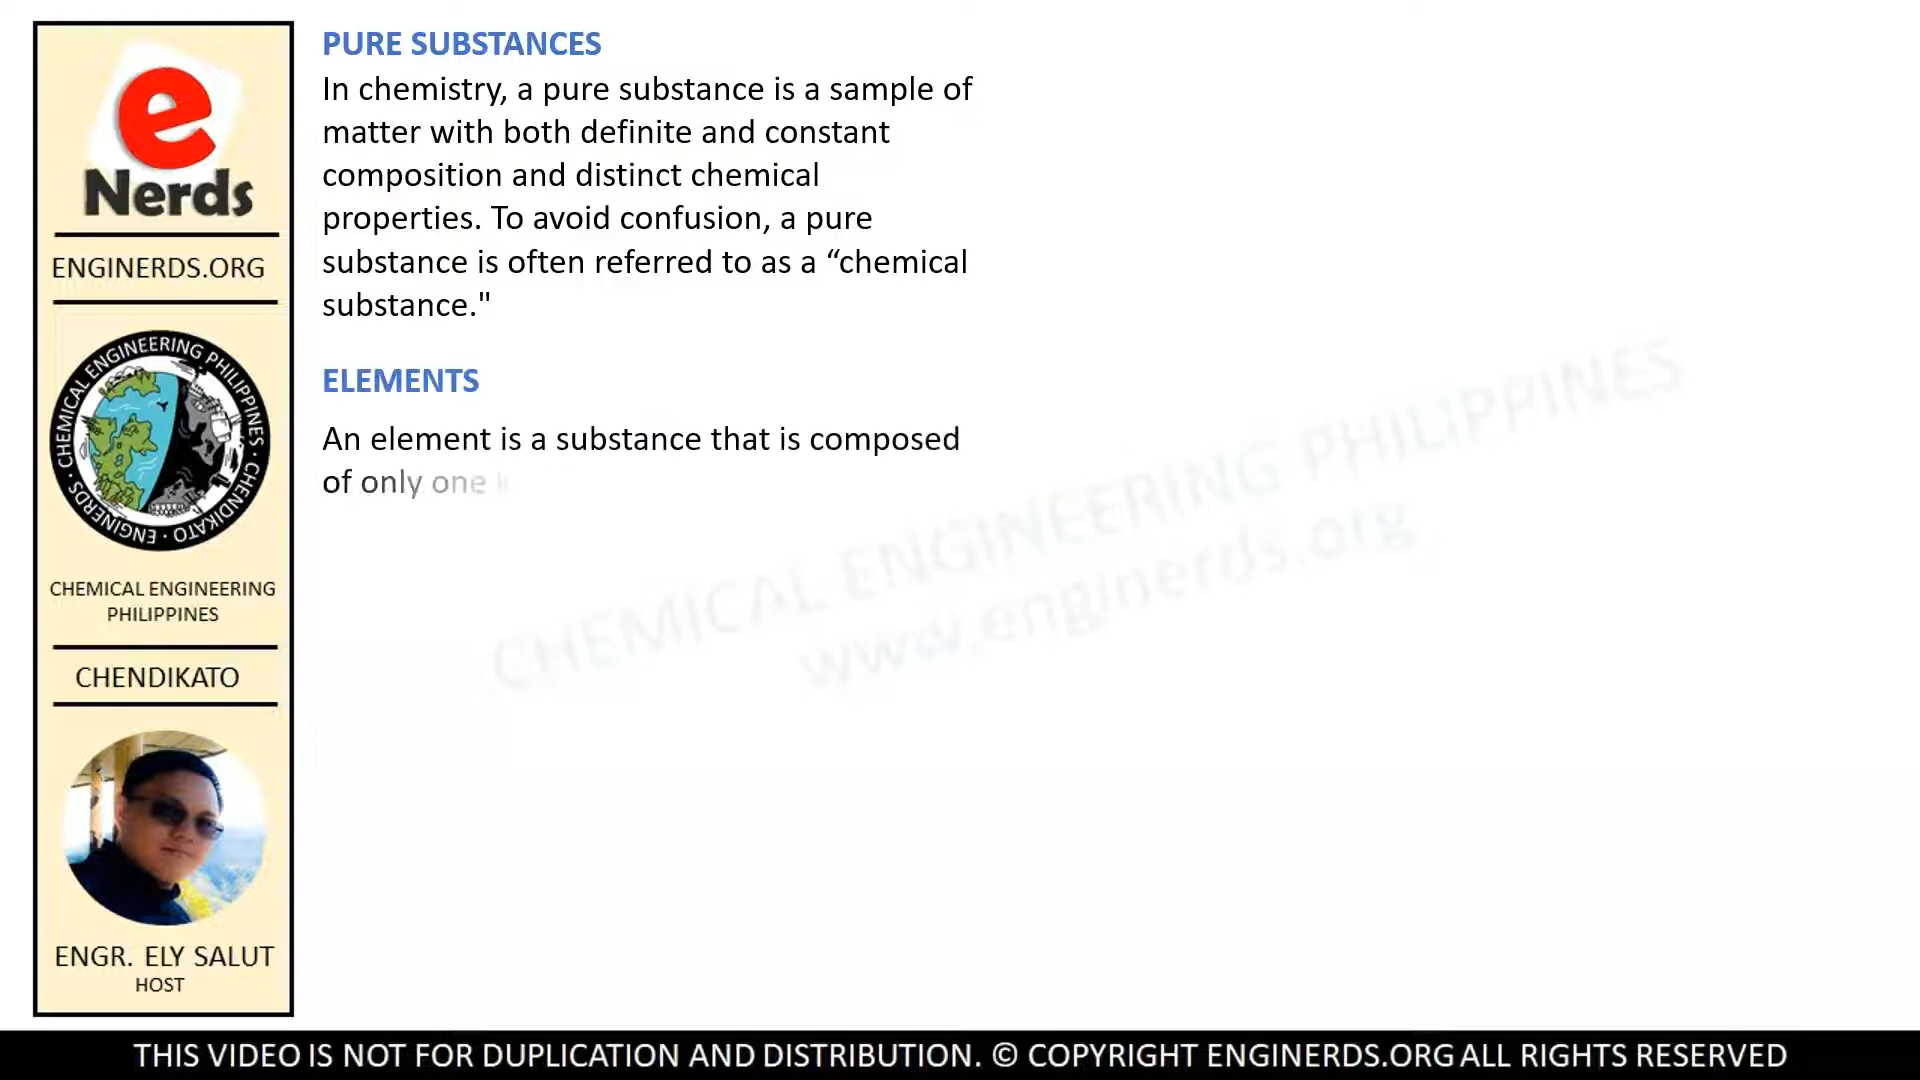 e
Nerds
ENGINERDS.ORG
CHEMICAL ENGINEERING PHILIPPINES · CHENDIKATO · ENGINERDS ·
CHEMICAL ENGINEERING
PHILIPPINES
CHENDIKATO
ENGR. ELY SALUT
HOST
PURE SUBSTANCES
In chemistry, a pure substance is a sample of
matter with both definite and constant
composition and distinct chemical
properties. To avoid confusion, a pure
substance is often referred to as a “chemical
substance."
ELEMENTS
An element is a substance that is composed
of only one
CHEMICAL ENGINEERING PHILIPPINES
www.enginerds.org
THIS VIDEO IS NOT FOR DUPLICATION AND DISTRIBUTION. © COPYRIGHT ENGINERDS.ORG ALL RIGHTS RESERVED